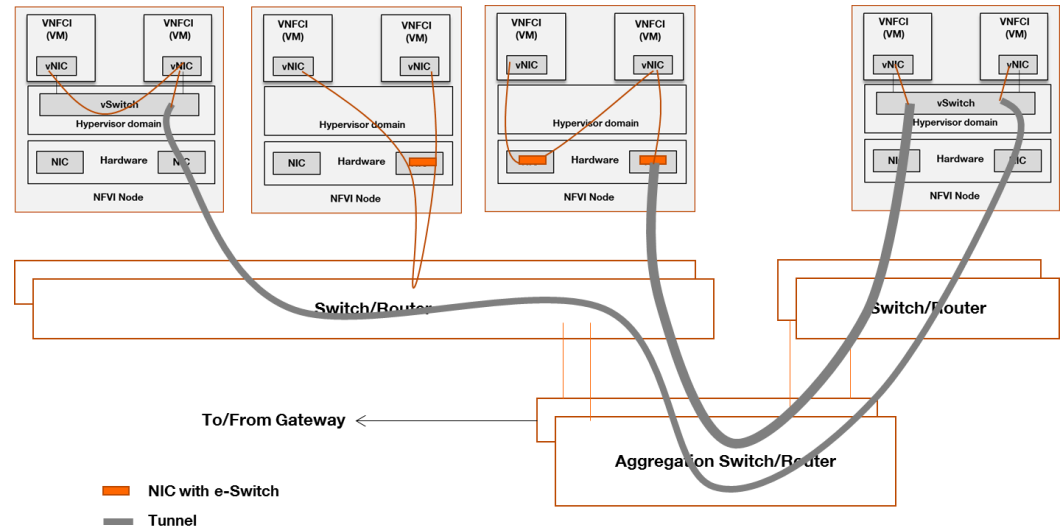 VNFCI
(VM)
vNIC
VNFCI
(VM)
vNIC
vSwitch
Hypervisor domain
NIC
Hardware
NIC
NFVI Node
VNFCI
(VM)
vNIC
VNFCI
(VM)
vNIC
Hypervisor domain
NIC
Hardware
NFVI Node
VNFCI
(VM)
vNIC
VNFCI
(VM)
vNIC
Hypervisor domain
Hardware
NFVI Node
VNFCI
(VM)
vNIC
VNFCI
(VM)
vNIC
vSwitch
Hypervisor domain
NIC
Hardware
NIC
NFVI Node
Switch/Router
Switch/Router
To/From Gateway
Aggregation Switch/Router
NIC with e-Switch
Tunnel